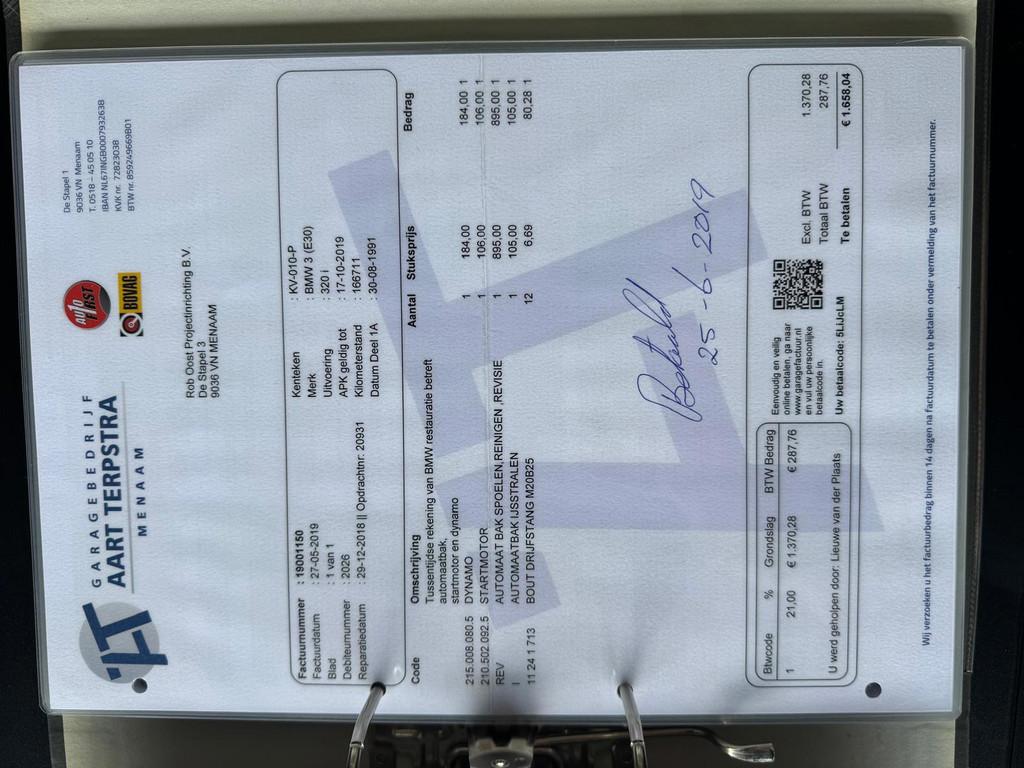 GARAGEBEDRIJF
AART TERPSTRA
MENAAM
AUTO FIRST
BOVAG
De Stapel 1
9036 VN Menaam
T. 0518 – 45 05 10
IBAN NL67INGB0007932638
KVK nr. 72823038
BTW nr. 859249669B01
Rob Oost Projectinrichting B.V.
De Stapel 3
9036 VN MENAAM
Factuurnummer : 19001150
Factuurdatum : 27-05-2019
Blad : 1 van 1
Debiteurnummer : 2026
Reparatiedatum : 29-12-2018 || Opdrachtnr. 20931
Kenteken : KV-010-P
Merk : BMW 3 (E30)
Uitvoering : 320 i
APK geldig tot : 17-10-2019
Kilometerstand : 166711
Datum Deel 1A : 30-08-1991
Code Omschrijving Aantal Stuksprijs Bedrag
Tussentijdse rekening van BMW restauratie betreft
automaatbak,
startmotor en dynamo
215.008.080.5 DYNAMO 1 184,00 184,00 1
210.502.092.5 STARTMOTOR 1 106,00 106,00 1
REV AUTOMAAT BAK SPOELEN,REINIGEN ,REVISIE 1 895,00 895,00 1
I AUTOMAATBAK IJSSTRALEN 1 105,00 105,00 1
11 24 1 713 BOUT DRIJFSTANG M20B25 12 6,69 80,28 1
Betaald
25-6-2019
Btwcode % Grondslag BTW Bedrag
1 21,00 € 1.370,28 € 287,76
U werd geholpen door: Lieuwe van der Plaats
Eenvoudig en veilig
online betalen, ga naar
www.garagefactuur.nl
en vul uw persoonlijke
betaalcode in.
Uw betaalcode: 5LIJcLM
Excl. BTW 1.370,28
Totaal BTW 287,76
Te betalen € 1.658,04
Wij verzoeken u het factuurbedrag binnen 14 dagen na factuurdatum te betalen onder vermelding van het factuurnummer.